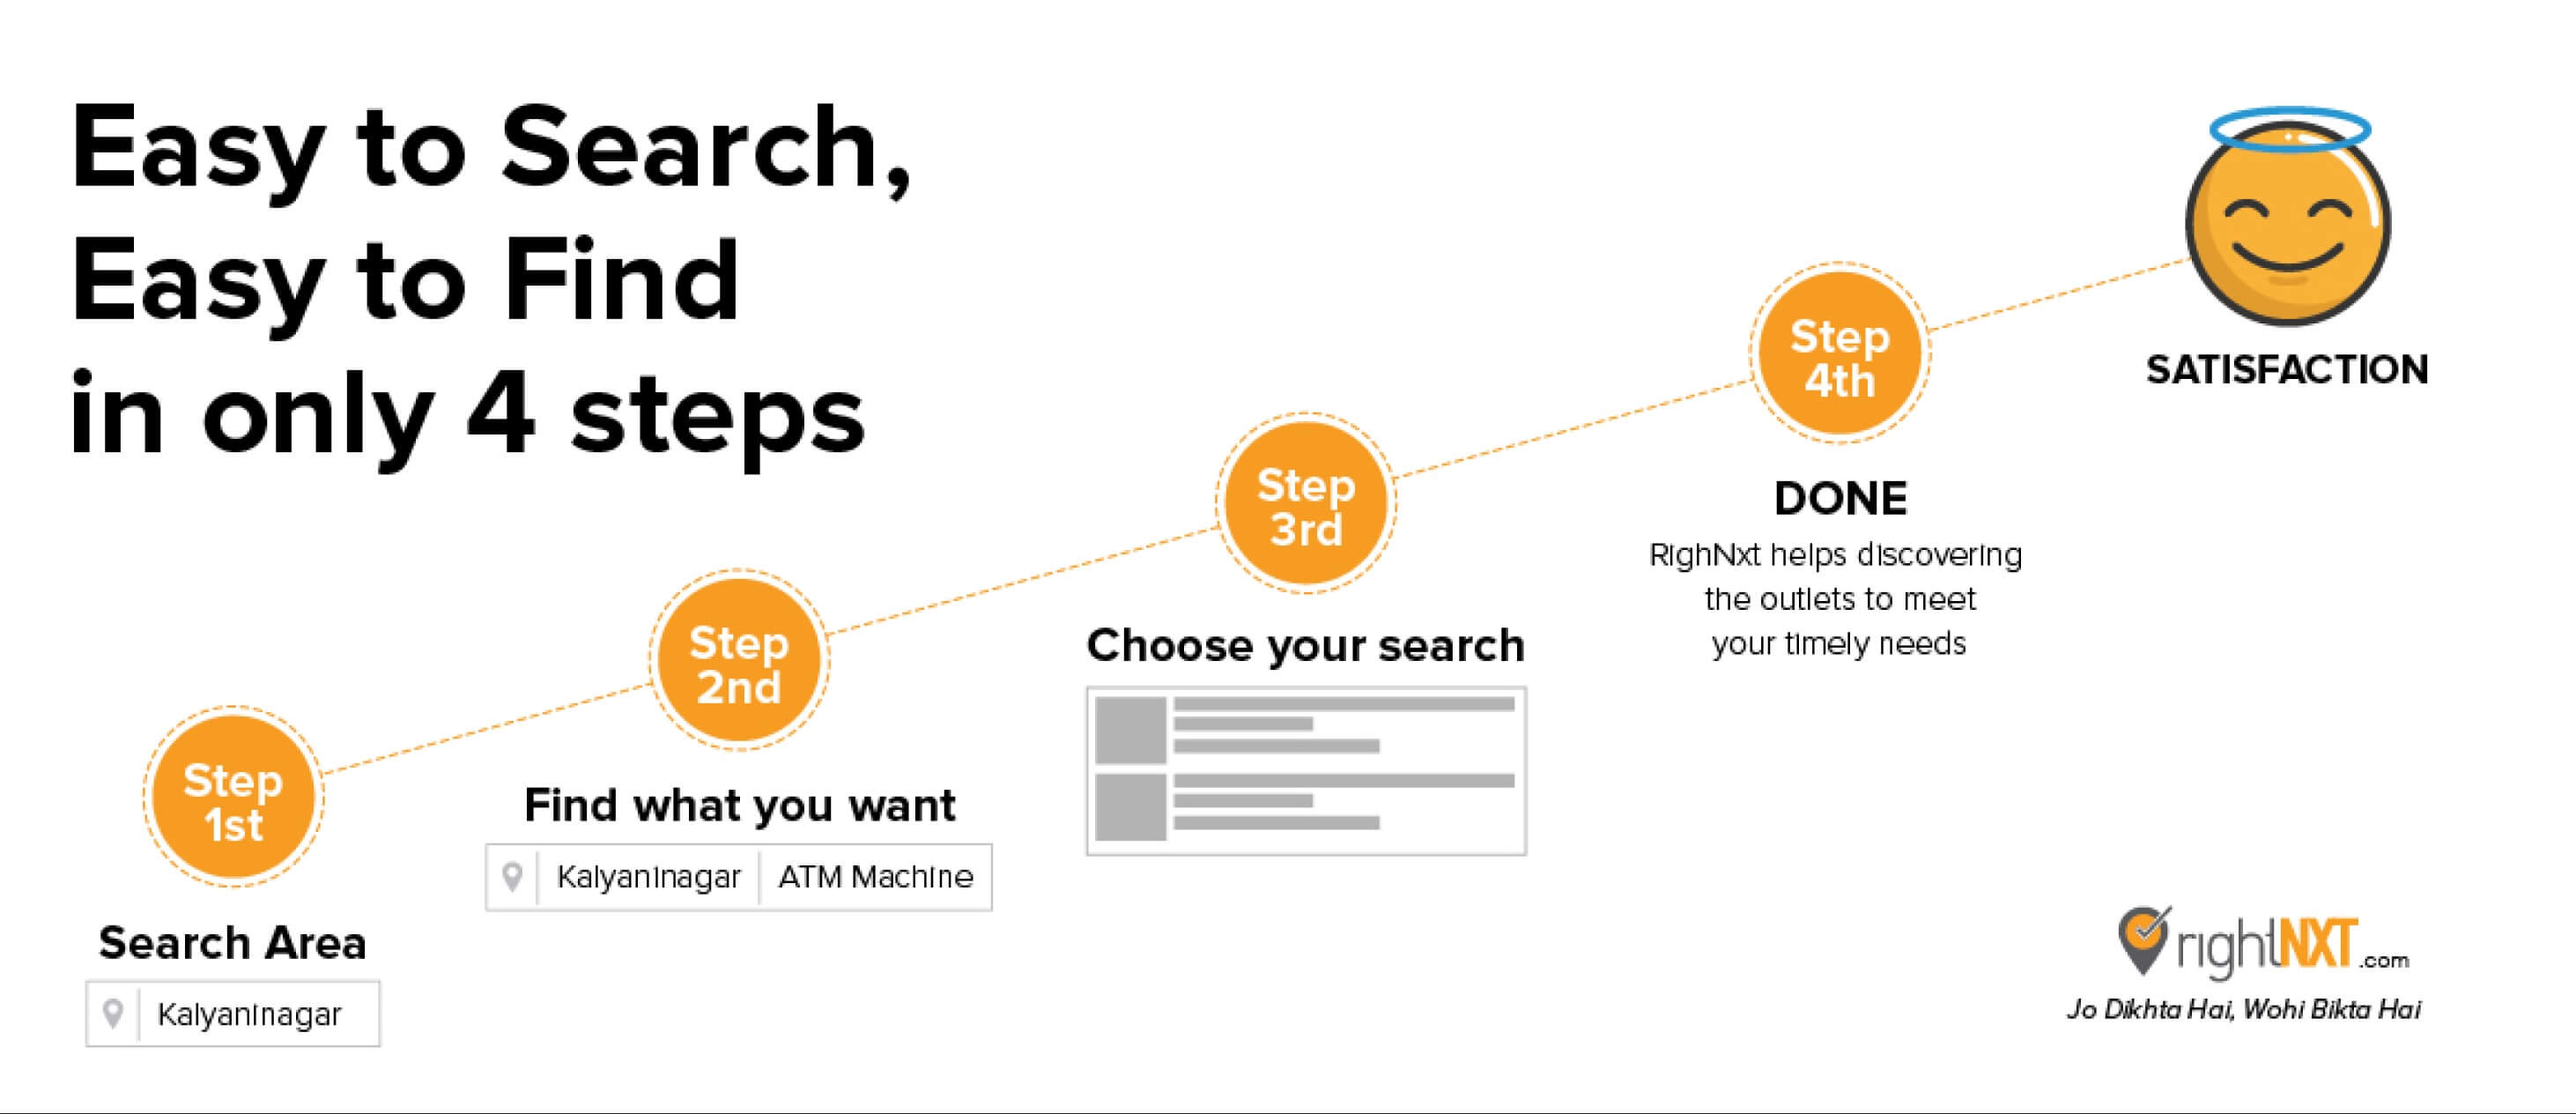 Easy to Search,
Easy to Find
in only 4 steps
Step
1st
Search Area
Kalyaninagar
Step
2nd
Find what you want
Kalyaninagar ATM Machine
Step
3rd
Choose your search
Step
4th
DONE
RighNxt helps discovering
the outlets to meet
your timely needs
SATISFACTION
rightNXT.com
Jo Dikhta Hai, Wohi Bikta Hai